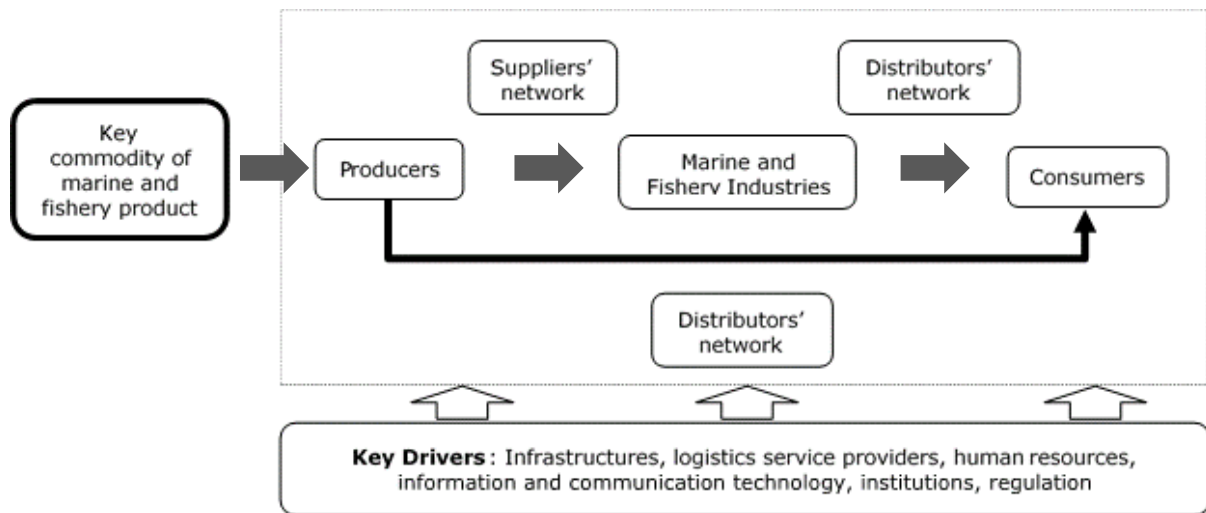 Suppliers’
network
Distributors’
network
Key
commodity of
marine and
fishery product
Producers
Marine and
Fisherv Industries
Consumers
Distributors’
network
Key Drivers : Infrastructures, logistics service providers, human resources,
information and communication technology, institutions, regulation